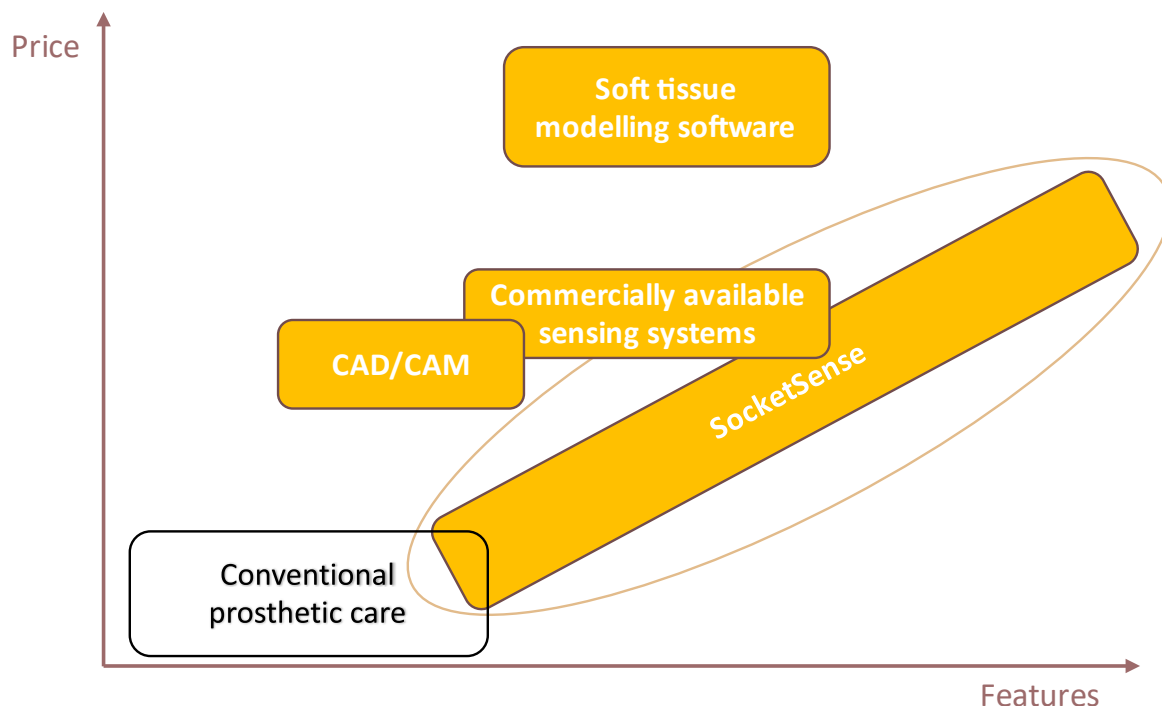 Price
Soft tissue
modelling software
Commercially available
sensing systems
CAD/CAM
SocketSense
Conventional
prosthetic care
Features